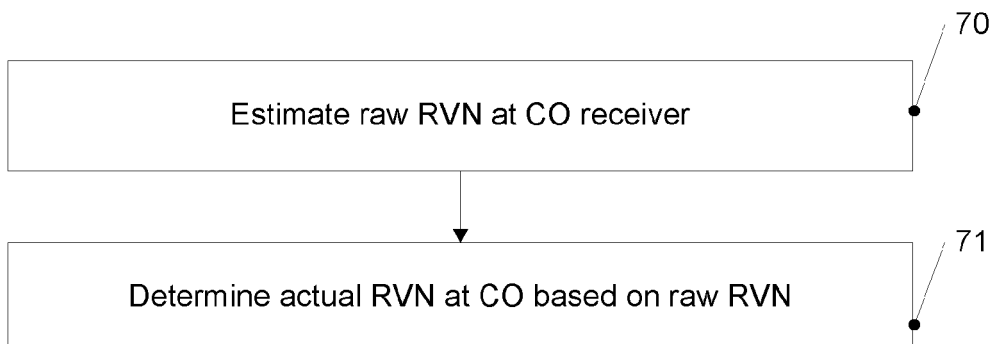 70
Estimate raw RVN at CO receiver
71
Determine actual RVN at CO based on raw RVN